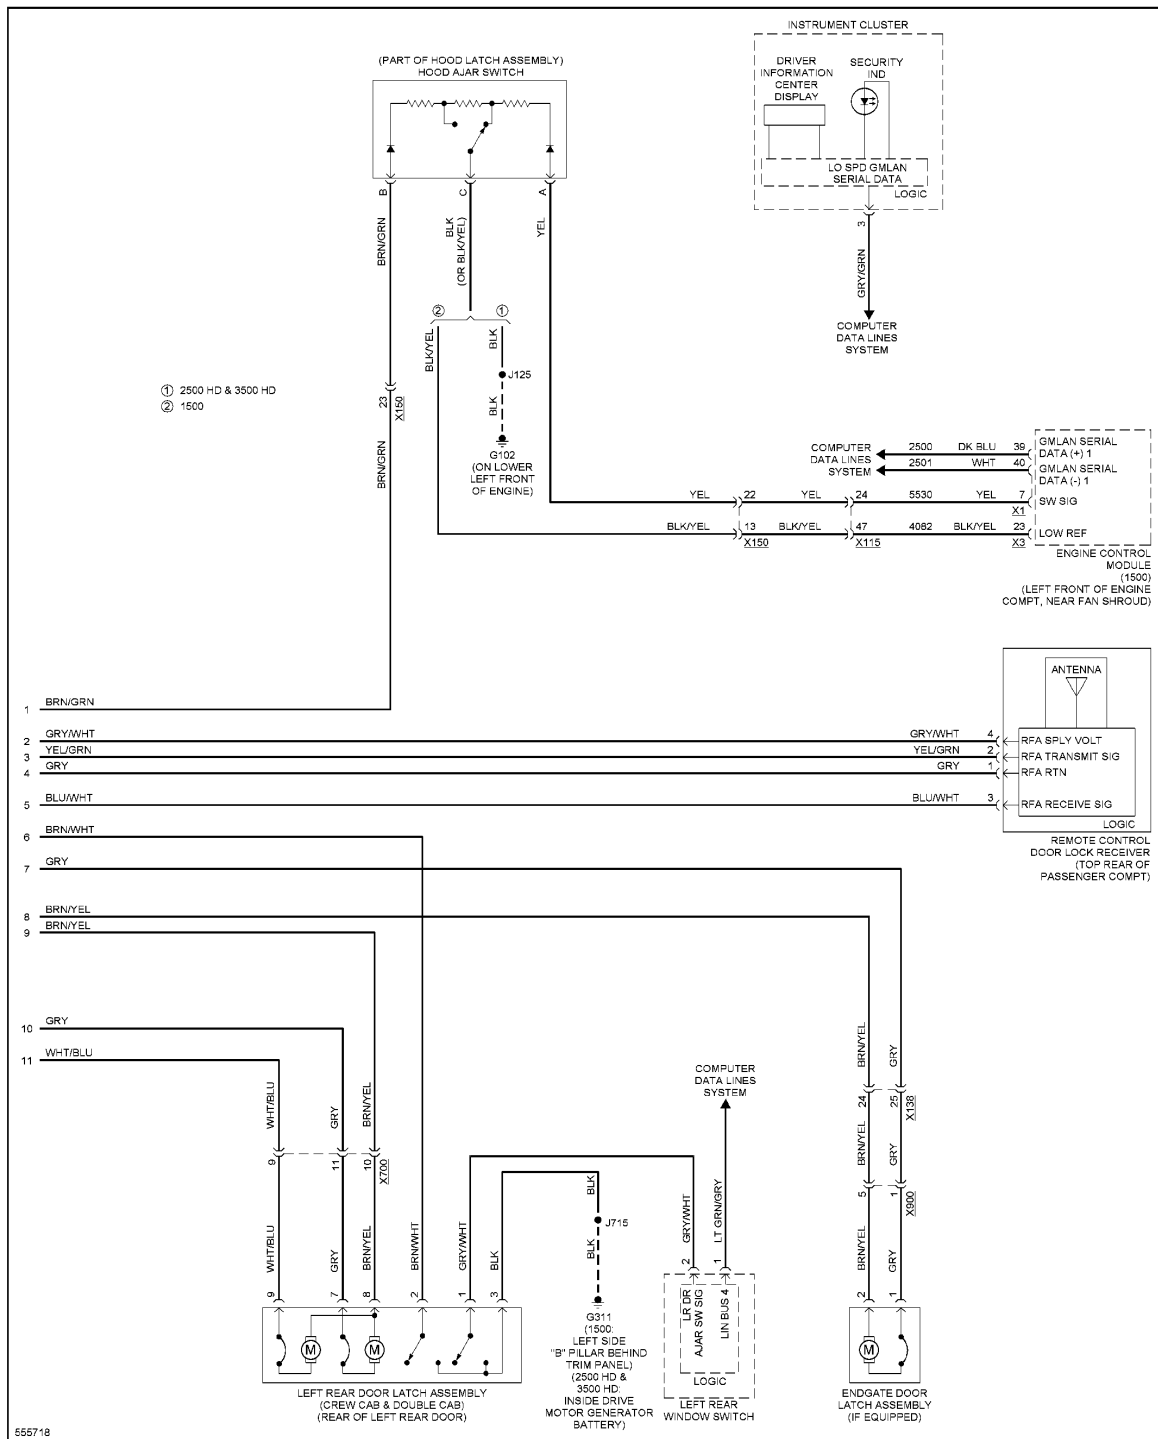 INSTRUMENT CLUSTER
DRIVER
INFORMATION
CENTER
DISPLAY
SECURITY
IND
LO SPD GMLAN
SERIAL DATA
LOGIC
3
GRY/GRN
COMPUTER
DATA LINES
SYSTEM
(PART OF HOOD LATCH ASSEMBLY)
HOOD AJAR SWITCH
B
C
A
BRN/GRN
BLK
(OR BLK/YEL)
YEL
2
1
BLK/YEL
BLK
J125
BLK
G102
(ON LOWER
LEFT FRONT
OF ENGINE)
1 2500 HD & 3500 HD
2 1500
23
X150
BRN/GRN
COMPUTER
DATA LINES
SYSTEM
2500 DK BLU 39
2501 WHT 40
GMLAN SERIAL
DATA (+) 1
GMLAN SERIAL
DATA (-) 1
YEL 22 YEL 24 5530 YEL 7 SW SIG
X1
BLK/YEL 13 BLK/YEL 47 4082 BLK/YEL 23 LOW REF
X150 X115 X3
ENGINE CONTROL
MODULE
(1500)
(LEFT FRONT OF ENGINE
COMPT, NEAR FAN SHROUD)
ANTENNA
1 BRN/GRN
2 GRY/WHT GRY/WHT 4 RFA SPLY VOLT
3 YEL/GRN YEL/GRN 2 RFA TRANSMIT SIG
4 GRY GRY 1 RFA RTN
5 BLU/WHT BLU/WHT 3 RFA RECEIVE SIG
LOGIC
REMOTE CONTROL
DOOR LOCK RECEIVER
(TOP REAR OF
PASSENGER COMPT)
6 BRN/WHT
7 GRY
8 BRN/YEL
9 BRN/YEL
10 GRY
11 WHT/BLU
WHT/BLU
GRY
BRN/YEL
9
11
10
X700
WHT/BLU
GRY
BRN/YEL
BRN/WHT
GRY/WHT
BLK
9
7
8
2
1
3
M
M
LEFT REAR DOOR LATCH ASSEMBLY
(CREW CAB & DOUBLE CAB)
(REAR OF LEFT REAR DOOR)
BLK
J715
BLK
G311
(1500:
LEFT SIDE
"B" PILLAR BEHIND
TRIM PANEL)
(2500 HD &
3500 HD:
INSIDE DRIVE
MOTOR GENERATOR
BATTERY)
COMPUTER
DATA LINES
SYSTEM
GRY/WHT
LT GRN/GRY
2
1
LR DR
AJAR SW SIG
LIN BUS 4
LOGIC
LEFT REAR
WINDOW SWITCH
BRN/YEL
GRY
24
25
X138
BRN/YEL
GRY
5
1
X900
BRN/YEL
GRY
2
1
M
ENDGATE DOOR
LATCH ASSEMBLY
(IF EQUIPPED)
555718